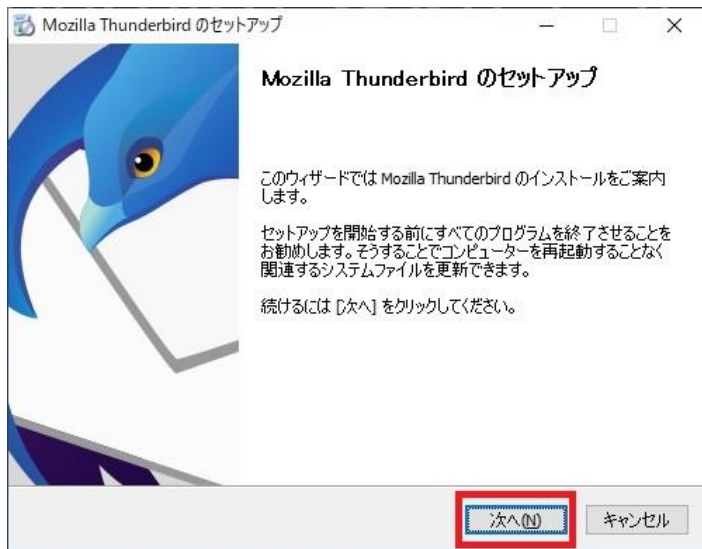 Mozilla Thunderbird のセットアップ
Mozilla Thunderbird のセットアップ
このウィザードでは Mozilla Thunderbird のインストールをご案内
します。
セットアップを開始する前にすべてのプログラムを終了させることを
お勧めします。そうすることでコンピューターを再起動することなく
関連するシステムファイルを更新できます。
続けるには [次へ] をクリックしてください。
次へ(N)
キャンセル